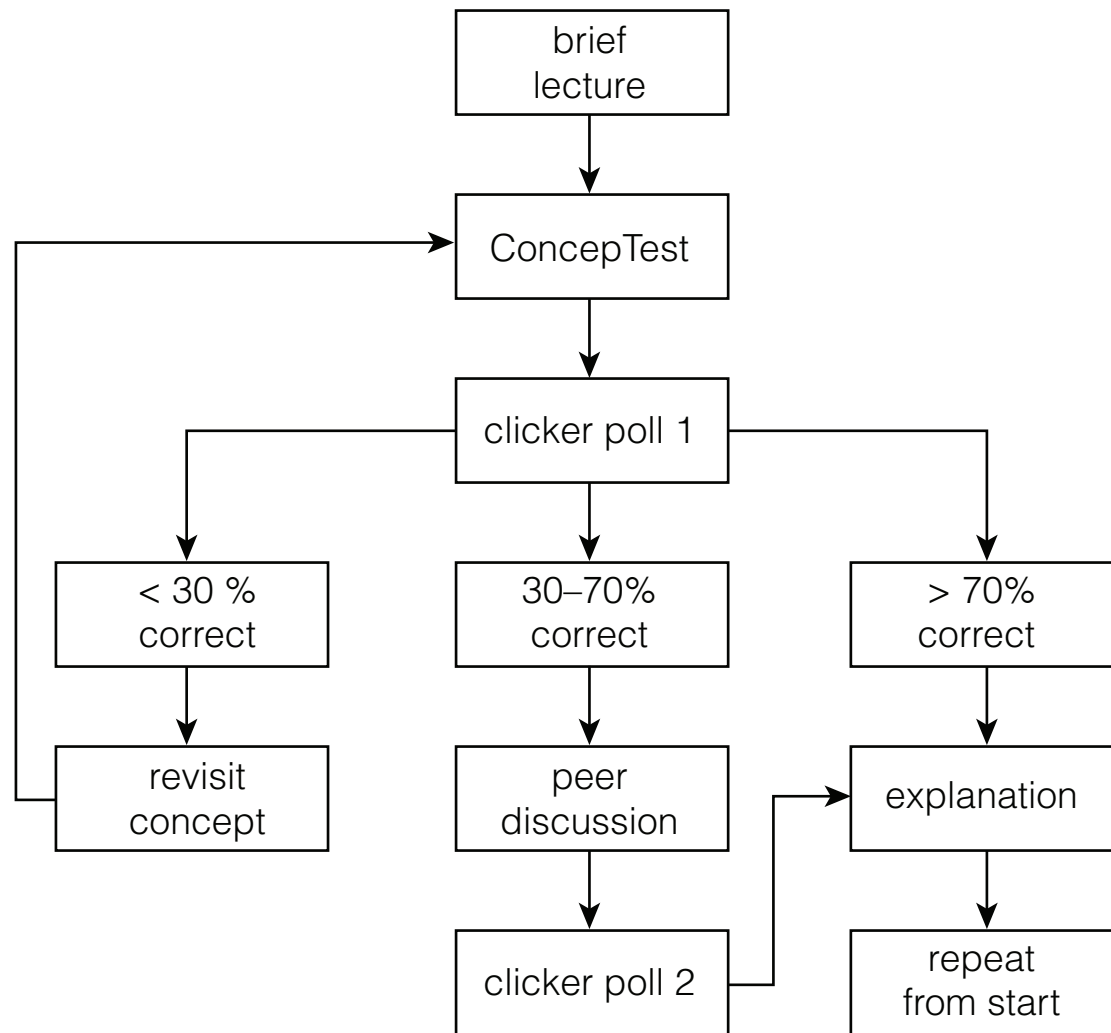 brief
lecture
ConcepTest
clicker poll 1
< 30 %
correct
30–70%
correct
> 70%
correct
revisit
concept
peer
discussion
explanation
clicker poll 2
repeat
from start